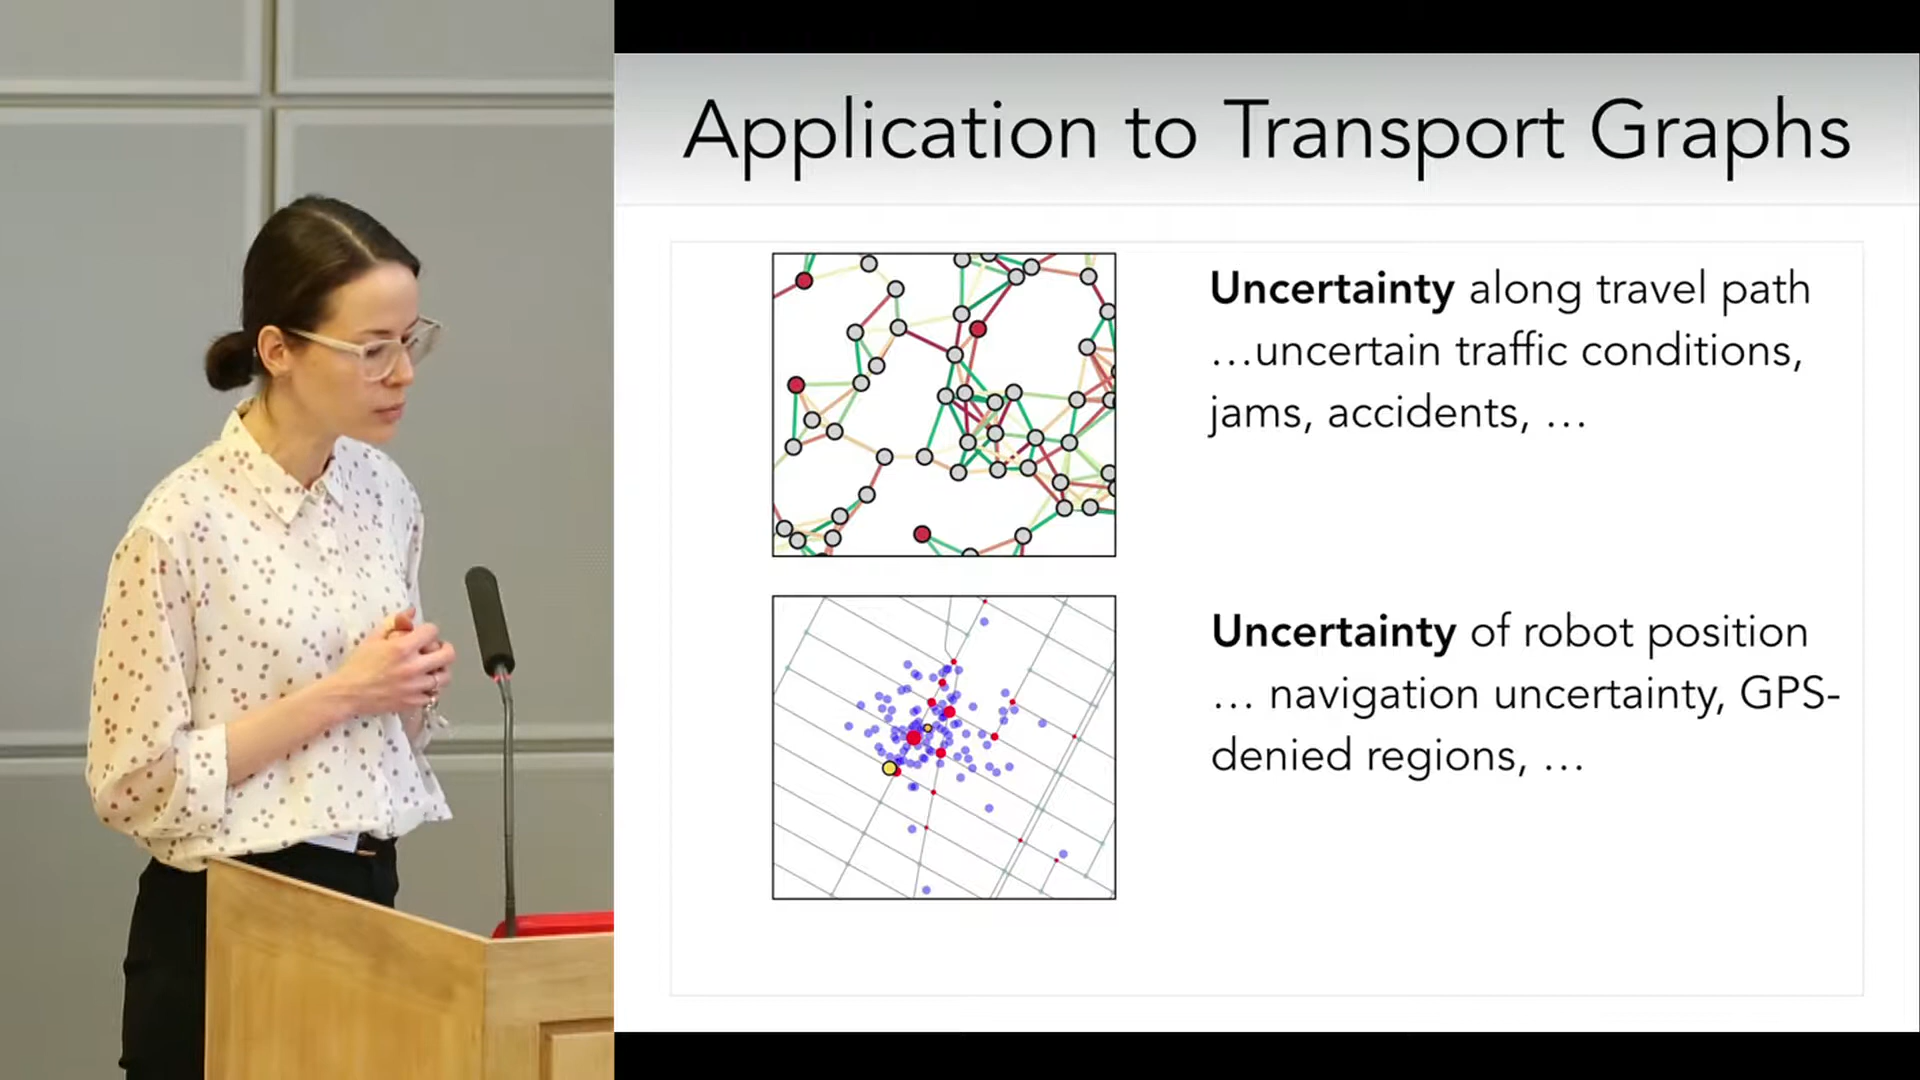 Application to Transport Graphs
Uncertainty along travel path
…uncertain traffic conditions,
jams, accidents, …
Uncertainty of robot position
… navigation uncertainty, GPS-
denied regions, …